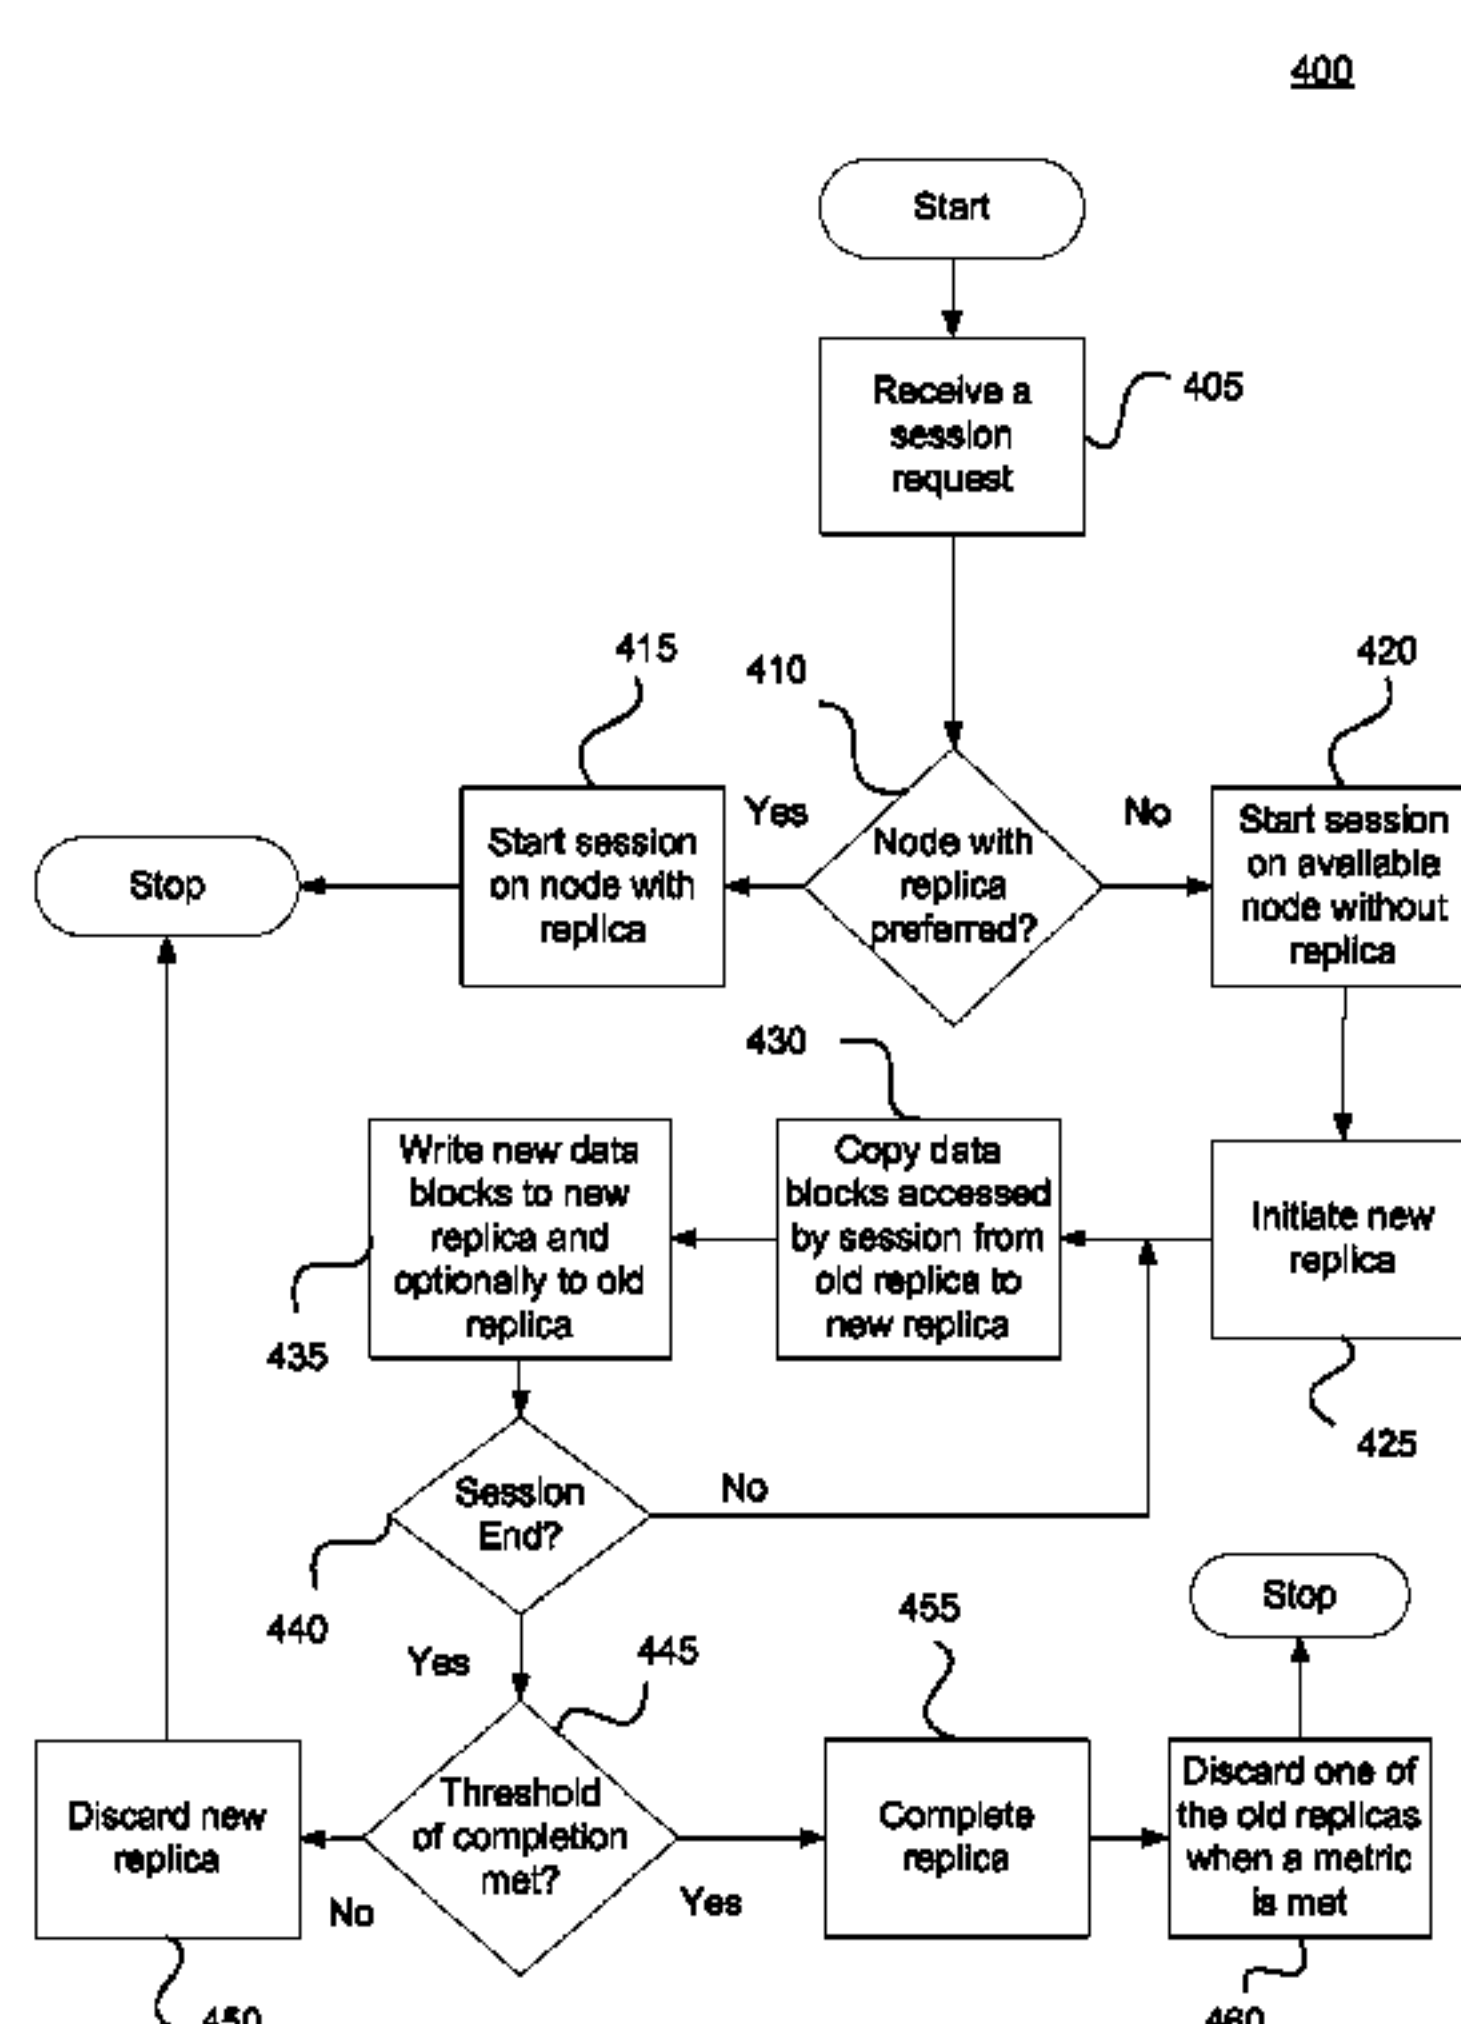 400
Start
Receive a
session
request
405
415
410
420
Stop
Start session
on node with
replica
Yes
Node with
replica
preferred?
No
Start session
on available
node without
replica
430
Write new data
blocks to new
replica and
optionally to old
replica
Copy data
blocks accessed
by session from
old replica to
new replica
Initiate new
replica
435
425
Session
End?
No
440
Yes
445
455
Stop
Discard new
replica
Threshold
of completion
met?
No
Yes
Complete
replica
Discard one of
the old replicas
when a metric
is met
450
460